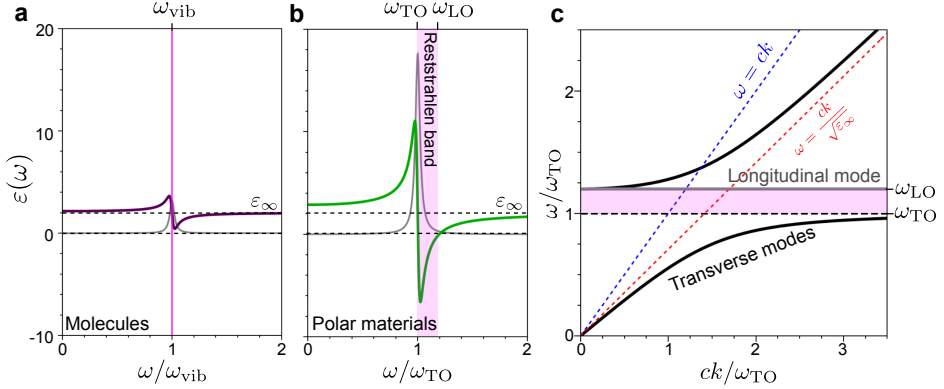 a
ω_vib
20
10
0
-10
ε(ω)
ε_∞
Molecules
0
1
2
ω/ω_vib
b
ω_TO ω_LO
Reststrahlen band
ε_∞
Polar materials
0
1
2
ω/ω_TO
c
2
1
0
ω/ω_TO
ω = ck
ω = ck/√ε_∞
Longitudinal mode
ω_LO
ω_TO
Transverse modes
0
1
2
3
ck/ω_TO